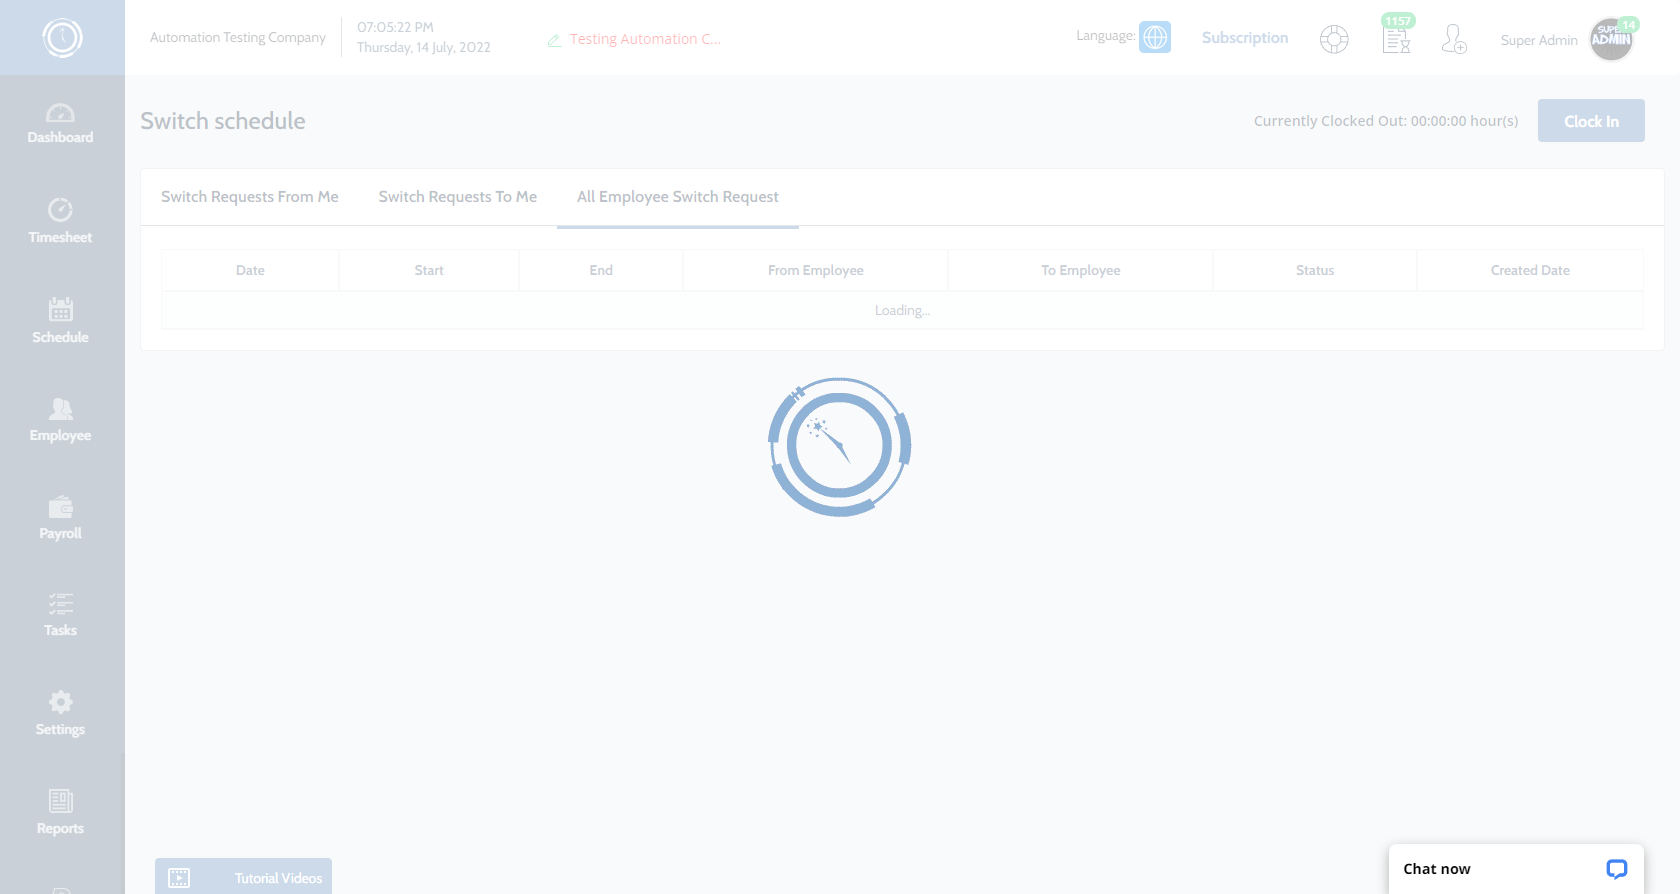 Automation Testing Company
07:05:22 PM
Thursday, 14 July, 2022
Testing Automation C...
Language:
Subscription
1157
Super Admin
14
SUPER
ADMIN
Dashboard
Timesheet
Schedule
Employee
Payroll
Tasks
Settings
Reports
Switch schedule
Currently Clocked Out: 00:00:00 hour(s)
Clock In
Switch Requests From Me
Switch Requests To Me
All Employee Switch Request
Date
Start
End
From Employee
To Employee
Status
Created Date
Loading...
Tutorial Videos
Chat now